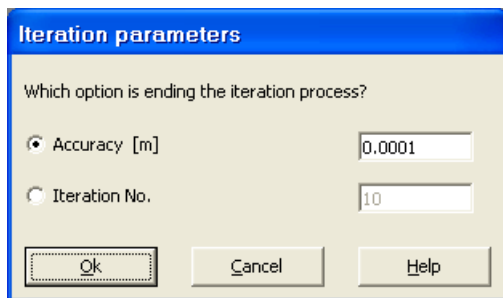 Iteration parameters
Which option is ending the iteration process?
Accuracy [m] 0.0001
Iteration No. 10
Ok Cancel Help